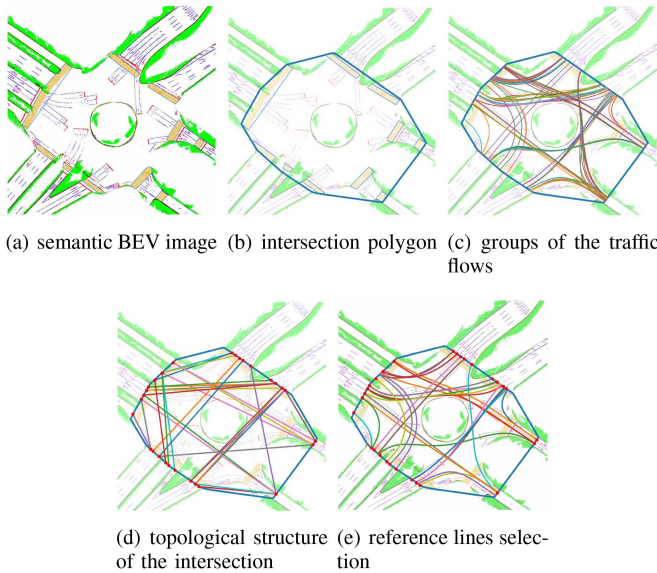 (a) semantic BEV image
(b) intersection polygon
(c) groups of the traffic
flows
(d) topological structure
of the intersection
(e) reference lines selec-
tion